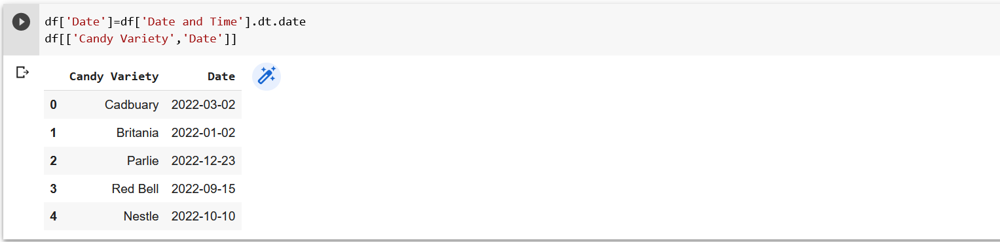 df['Date']=df['Date and Time'].dt.date
df[['Candy Variety','Date']]
Candy Variety Date
0 Cadbuary 2022-03-02
1 Britania 2022-01-02
2 Parlie 2022-12-23
3 Red Bell 2022-09-15
4 Nestle 2022-10-10